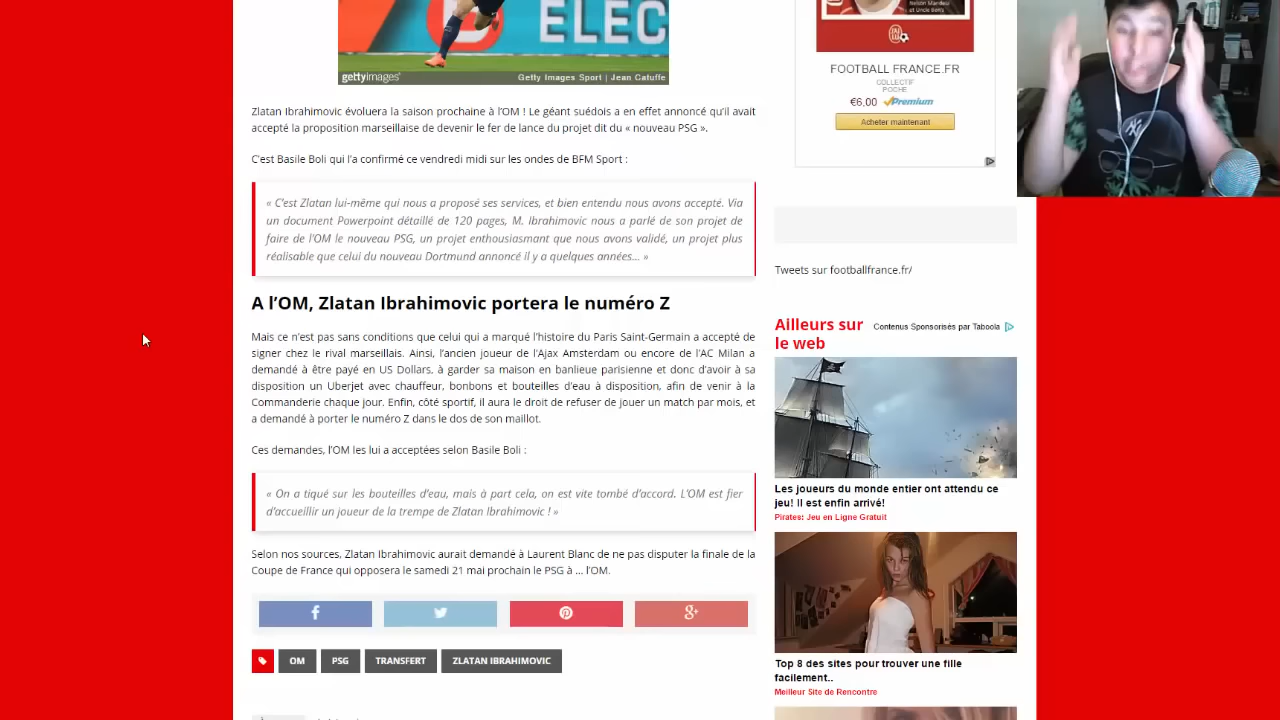 ELEC
gettyimages®
Getty Images Sport | Jean Catuffe
Zlatan Ibrahimovic évoluera la saison prochaine à l’OM ! Le géant suédois a en effet annoncé qu’il avait
accepté la proposition marseillaise de devenir le fer de lance du projet dit du « nouveau PSG ».
C’est Basile Boli qui l’a confirmé ce vendredi midi sur les ondes de BFM Sport :
« C’est Zlatan lui-même qui nous a proposé ses services, et bien entendu nous avons accepté. Via
un document Powerpoint détaillé de 120 pages, M. Ibrahimovic nous a parlé de son projet de
faire de l’OM le nouveau PSG, un projet enthousiasmant que nous avons validé, un projet plus
réalisable que celui du nouveau Dortmund annoncé il y a quelques années... »
A l’OM, Zlatan Ibrahimovic portera le numéro Z
Mais ce n’est pas sans conditions que celui qui a marqué l’histoire du Paris Saint-Germain a accepté de
signer chez le rival marseillais. Ainsi, l’ancien joueur de l’Ajax Amsterdam ou encore de l’AC Milan a
demandé à être payé en US Dollars, à garder sa maison en banlieue parisienne et donc d’avoir à sa
disposition un Uberjet avec chauffeur, bonbons et bouteilles d’eau à disposition, afin de venir à la
Commanderie chaque jour. Enfin, côté sportif, il aura le droit de refuser de jouer un match par mois, et
a demandé à porter le numéro Z dans le dos de son maillot.
Ces demandes, l’OM les lui a acceptées selon Basile Boli :
« On a tiqué sur les bouteilles d’eau, mais à part cela, on est vite tombé d’accord. L’OM est fier
d’accueillir un joueur de la trempe de Zlatan Ibrahimovic ! »
Selon nos sources, Zlatan Ibrahimovic aurait demandé à Laurent Blanc de ne pas disputer la finale de la
Coupe de France qui opposera le samedi 21 mai prochain le PSG à ... l’OM.
OM
PSG
TRANSFERT
ZLATAN IBRAHIMOVIC
Nelson Mandela
et Uncle Ben's
FOOTBALL FRANCE.FR
COLLECTIF
POCHE
€6,00 Premium
Acheter maintenant
Tweets sur footballfrance.fr/
Ailleurs sur
le web
Contenus Sponsorisés par Taboola
Les joueurs du monde entier ont attendu ce
jeu! Il est enfin arrivé!
Pirates: Jeu en Ligne Gratuit
Top 8 des sites pour trouver une fille
facilement..
Meilleur Site de Rencontre